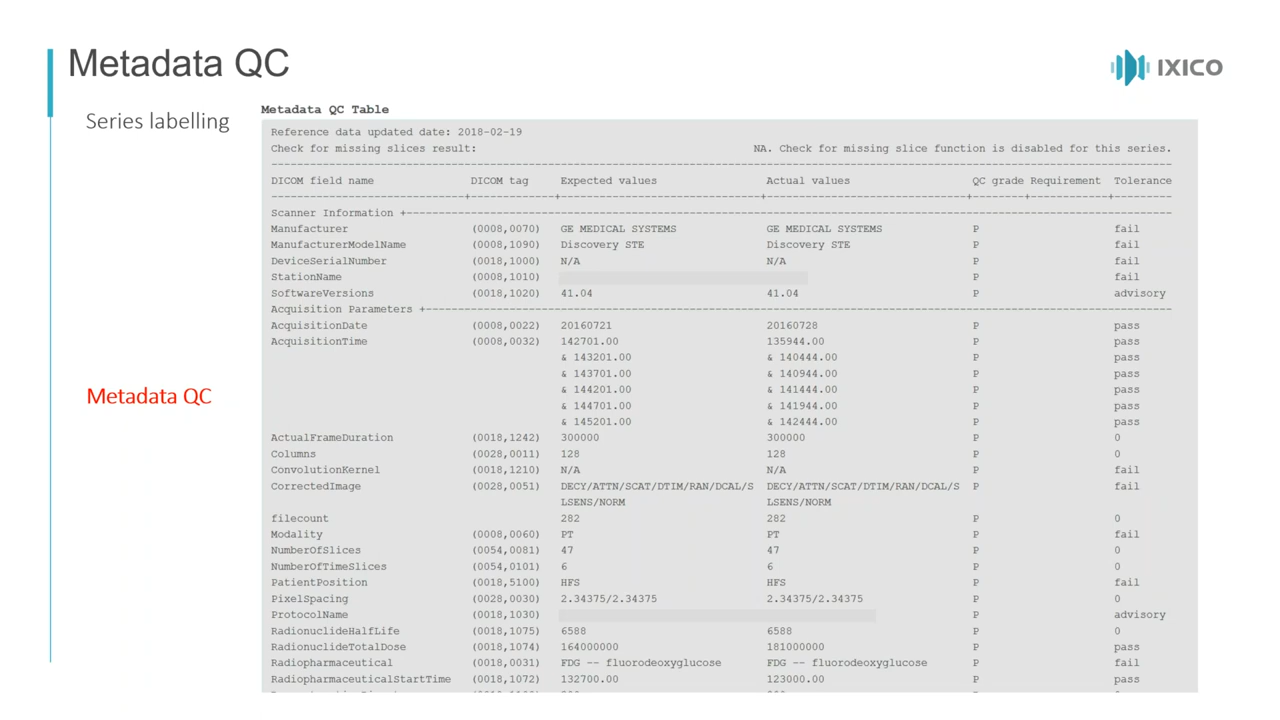 Metadata QC
IXICO
Series labelling
Metadata QC
Metadata QC Table
Reference data updated date: 2018-02-19
Check for missing slices result: NA. Check for missing slice function is disabled for this series.
DICOM field name DICOM tag Expected values Actual values QC grade Requirement Tolerance
Scanner Information
Manufacturer (0008,0070) GE MEDICAL SYSTEMS GE MEDICAL SYSTEMS P fail
ManufacturerModelName (0008,1090) Discovery STE Discovery STE P fail
DeviceSerialNumber (0018,1000) N/A N/A P fail
StationName (0008,1010) P fail
SoftwareVersions (0018,1020) 41.04 41.04 P advisory
Acquisition Parameters
AcquisitionDate (0008,0022) 20160721 20160728 P pass
AcquisitionTime (0008,0032) 142701.00 135944.00 P pass
& 143201.00 & 140444.00 P pass
& 143701.00 & 140944.00 P pass
& 144201.00 & 141444.00 P pass
& 144701.00 & 141944.00 P pass
& 145201.00 & 142444.00 P pass
ActualFrameDuration (0018,1242) 300000 300000 P 0
Columns (0028,0011) 128 128 P 0
ConvolutionKernel (0018,1210) N/A N/A P fail
CorrectedImage (0028,0051) DECY/ATTN/SCAT/DTIM/RAN/DCAL/S DECY/ATTN/SCAT/DTIM/RAN/DCAL/S P fail
LSENS/NORM LSENS/NORM
filecount 282 282 P 0
Modality (0008,0060) PT PT P fail
NumberOfSlices (0054,0081) 47 47 P 0
NumberOfTimeSlices (0054,0101) 6 6 P 0
PatientPosition (0018,5100) HFS HFS P fail
PixelSpacing (0028,0030) 2.34375/2.34375 2.34375/2.34375 P 0
ProtocolName (0018,1030) P advisory
RadionuclideHalfLife (0018,1075) 6588 6588 P 0
RadionuclideTotalDose (0018,1074) 164000000 181000000 P pass
Radiopharmaceutical (0018,0031) FDG -- fluorodeoxyglucose FDG -- fluorodeoxyglucose P fail
RadiopharmaceuticalStartTime (0018,1072) 132700.00 123000.00 P pass